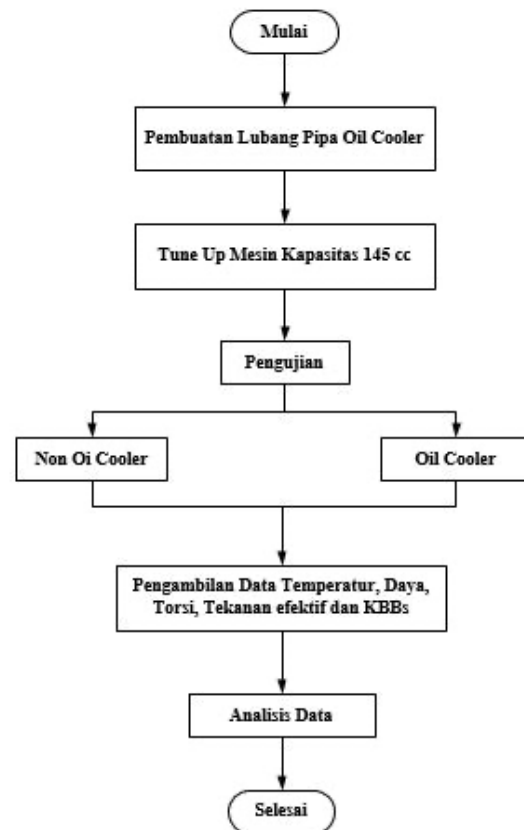 Mulai
Pembuatan Lubang Pipa Oil Cooler
Tune Up Mesin Kapasitas 145 cc
Pengujian
Non Oi Cooler
Oil Cooler
Pengambilan Data Temperatur, Daya,
Torsi, Tekanan efektif dan KBBs
Analisis Data
Selesai